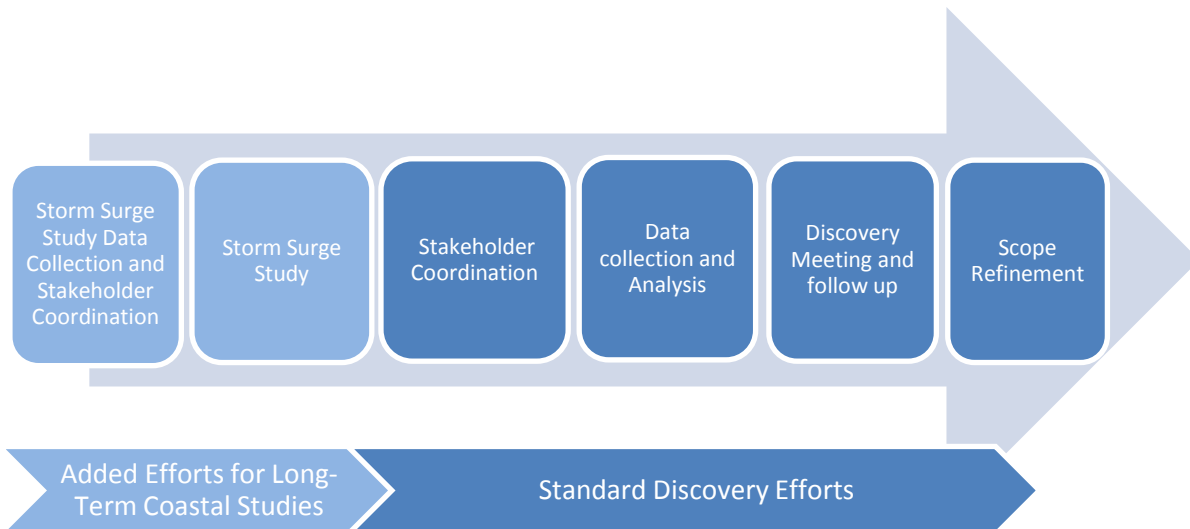 Storm Surge
Study Data
Collection and
Stakeholder
Coordination
Storm Surge
Study
Stakeholder
Coordination
Data
collection and
Analysis
Discovery
Meeting and
follow up
Scope
Refinement
Added Efforts for Long-
Term Coastal Studies
Standard Discovery Efforts